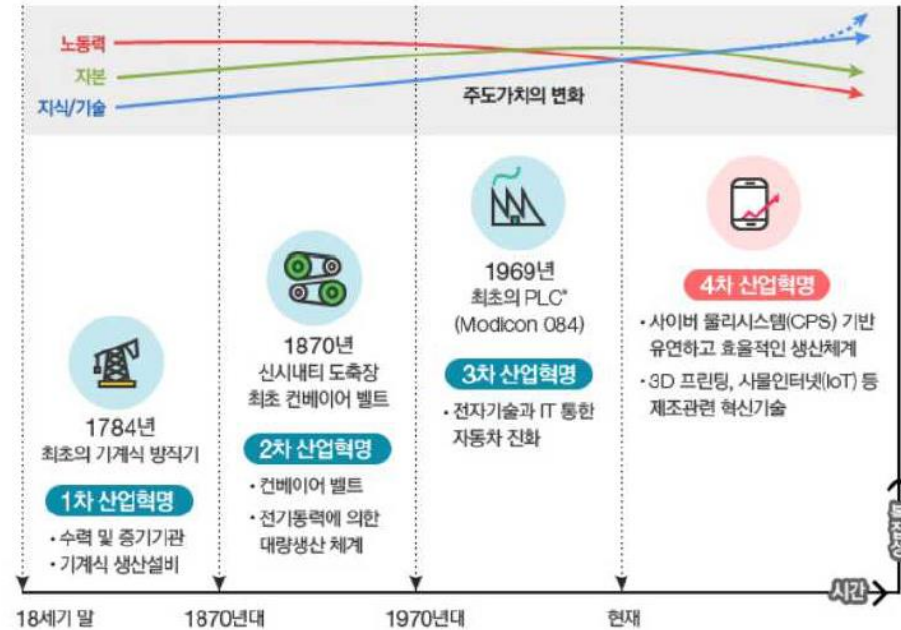 노동력
자본
지식/기술
주도가치의 변화
1784년
최초의 기계식 방직기
1차 산업혁명
• 수력 및 증기기관
• 기계식 생산설비
1870년
신시내티 도축장
최초 컨베이어 벨트
2차 산업혁명
• 컨베이어 벨트
• 전기동력에 의한
대량생산 체계
1969년
최초의 PLC*
(Modicon 084)
3차 산업혁명
• 전자기술과 IT 통한
자동차 진화
4차 산업혁명
• 사이버 물리시스템(CPS) 기반
유연하고 효율적인 생산체계
• 3D 프린팅, 사물인터넷(IoT) 등
제조관련 혁신기술
복잡성
시간
18세기 말
1870년대
1970년대
현재